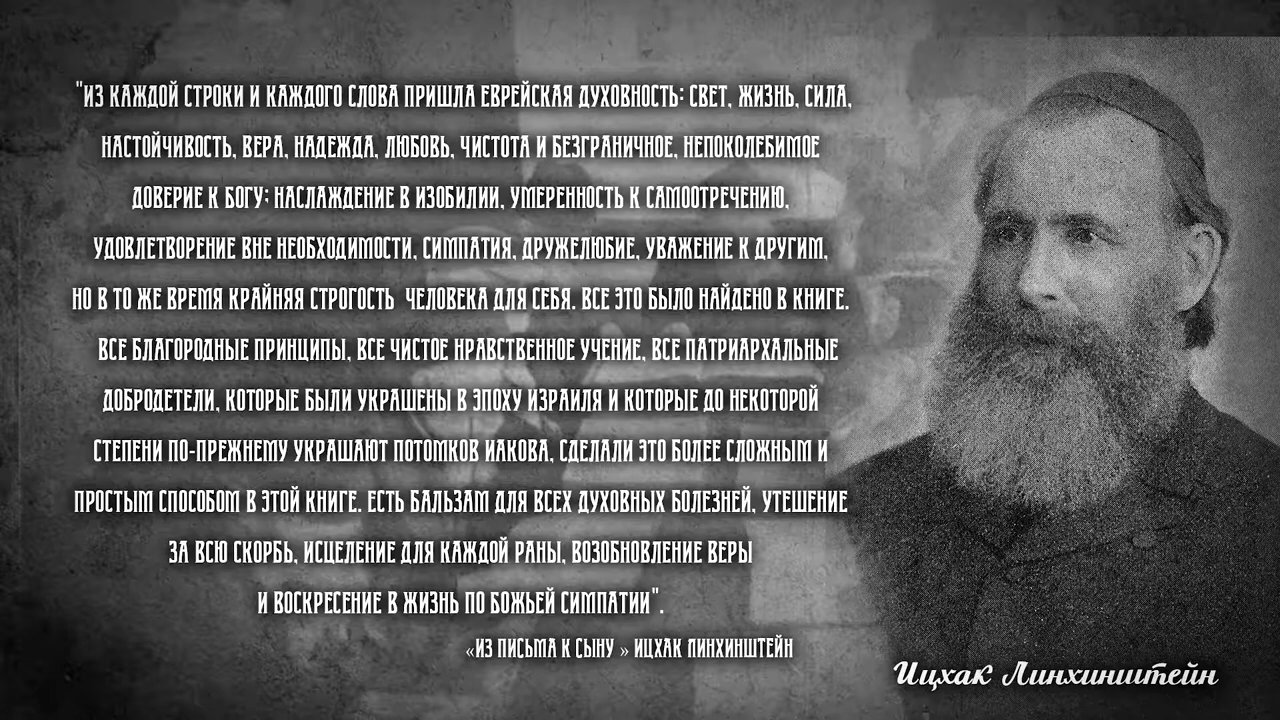 "ИЗ КАЖДОЙ СТРОКИ И КАЖДОГО СЛОВА ПРИШЛА ЕВРЕЙСКАЯ ДУХОВНОСТЬ: СВЕТ, ЖИЗНЬ, СИЛА,
НАСТОЙЧИВОСТЬ, ВЕРА, НАДЕЖДА, ЛЮБОВЬ, ЧИСТОТА И БЕЗГРАНИЧНОЕ, НЕПОКОЛЕБИМОЕ
ДОВЕРИЕ К БОГУ; НАСЛАЖДЕНИЕ В ИЗОБИЛИИ, УМЕРЕННОСТЬ К САМООТРЕЧЕНИЮ,
УДОВЛЕТВОРЕНИЕ ВНЕ НЕОБХОДИМОСТИ, СИМПАТИЯ, ДРУЖЕЛЮБИЕ, УВАЖЕНИЕ К ДРУГИМ,
НО В ТО ЖЕ ВРЕМЯ КРАЙНЯЯ СТРОГОСТЬ ЧЕЛОВЕКА ДЛЯ СЕБЯ. ВСЕ ЭТО БЫЛО НАЙДЕНО В КНИГЕ.
ВСЕ БЛАГОРОДНЫЕ ПРИНЦИПЫ, ВСЕ ЧИСТОЕ НРАВСТВЕННОЕ УЧЕНИЕ, ВСЕ ПАТРИАРХАЛЬНЫЕ
ДОБРОДЕТЕЛИ, КОТОРЫЕ БЫЛИ УКРАШЕНЫ В ЭПОХУ ИЗРАИЛЯ И КОТОРЫЕ ДО НЕКОТОРОЙ
СТЕПЕНИ ПО-ПРЕЖНЕМУ УКРАШАЮТ ПОТОМКОВ ИАКОВА, СДЕЛАЛИ ЭТО БОЛЕЕ СЛОЖНЫМ И
ПРОСТЫМ СПОСОБОМ В ЭТОЙ КНИГЕ. ЕСТЬ БАЛЬЗАМ ДЛЯ ВСЕХ ДУХОВНЫХ БОЛЕЗНЕЙ, УТЕШЕНИЕ
ЗА ВСЮ СКОРБЬ, ИСЦЕЛЕНИЕ ДЛЯ КАЖДОЙ РАНЫ, ВОЗОБНОВЛЕНИЕ ВЕРЫ
И ВОСКРЕСЕНИЕ В ЖИЗНЬ ПО БОЖЬЕЙ СИМПАТИИ".
«ИЗ ПИСЬМА К СЫНУ » ИЦХАК ЛИНХИНШТЕЙН
Ицхак Линхинштейн